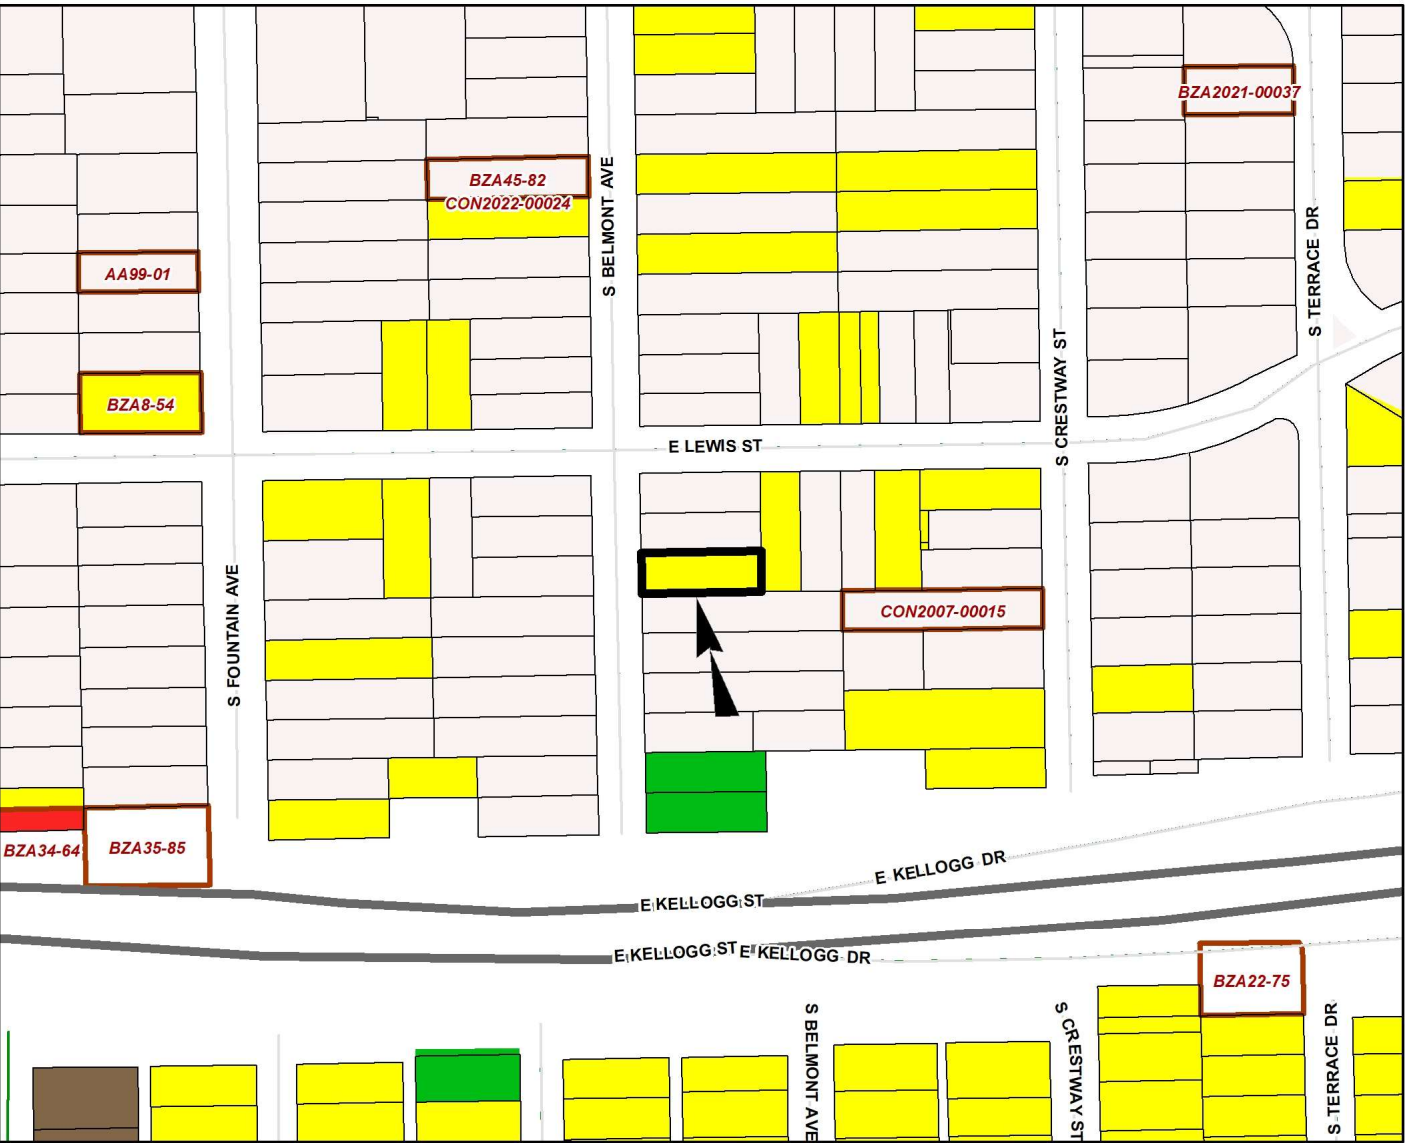 BZA2021-00037
BZA45-82
CON2022-00024
S BELMONT AVE
S TERRACE DR
AA99-01
BZA8-54
S CRESTWAY ST
E LEWIS ST
S FOUNTAIN AVE
CON2007-00015
BZA34-64
BZA35-85
E KELLOGG DR
E KELLOGG ST
E KELLOGG ST
E KELLOGG DR
BZA22-75
S BELMONT AVE
S CRESTWAY ST
S TERRACE DR